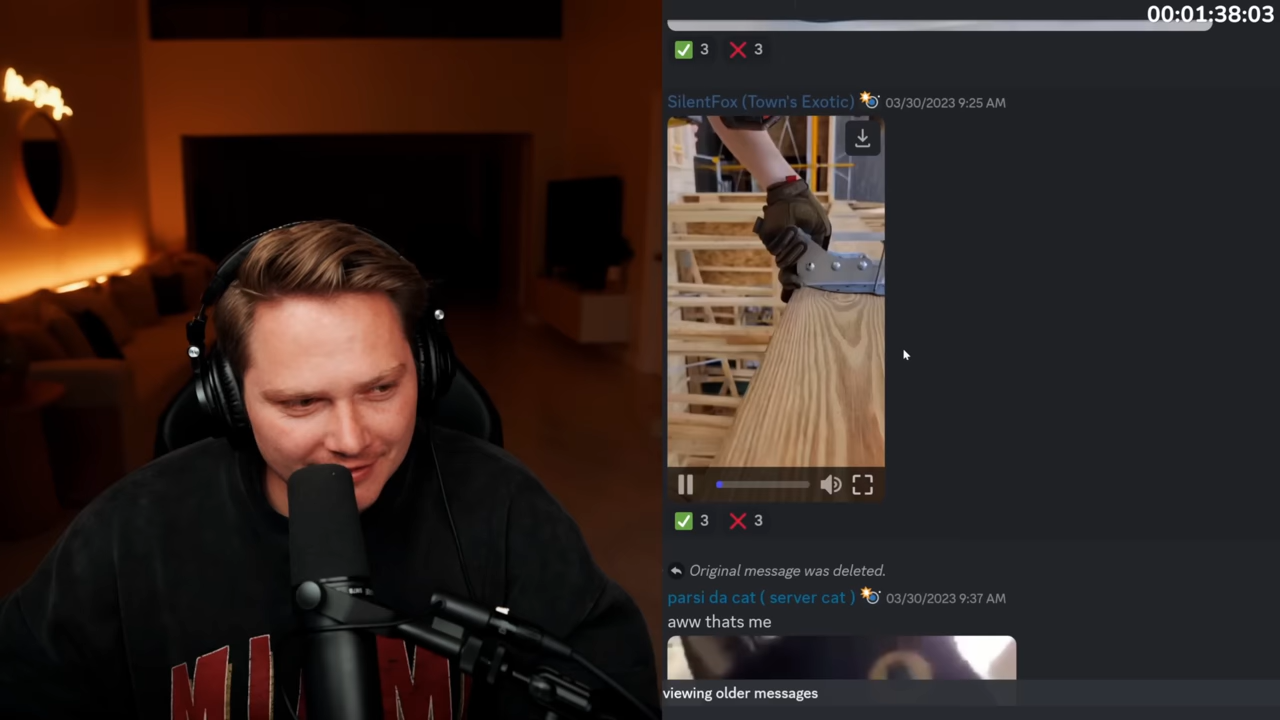 00:01:38:03
3 3
SilentFox (Town's Exotic) 03/30/2023 9:25 AM
3 3
Original message was deleted.
parsi da cat ( server cat ) 03/30/2023 9:37 AM
aww thats me
viewing older messages
MIAM